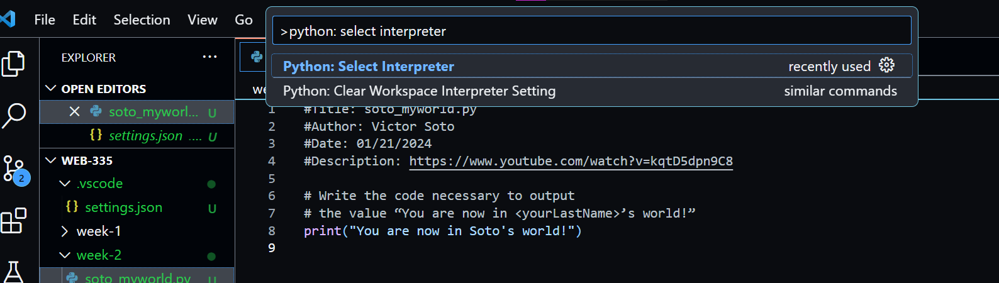 File Edit Selection View Go
>python: select interpreter
Python: Select Interpreter recently used
Python: Clear Workspace Interpreter Setting similar commands
EXPLORER ...
OPEN EDITORS
soto_myworl... U
settings.json .... U
WEB-335
.vscode
settings.json U
week-1
week-2
soto_myworld.py U
2
we
1 #Title: soto_myworld.py
2 #Author: Victor Soto
3 #Date: 01/21/2024
4 #Description: https://www.youtube.com/watch?v=kqtD5dpn9C8
5
6 # Write the code necessary to output
7 # the value “You are now in <yourLastName>’s world!”
8 print("You are now in Soto's world!")
9